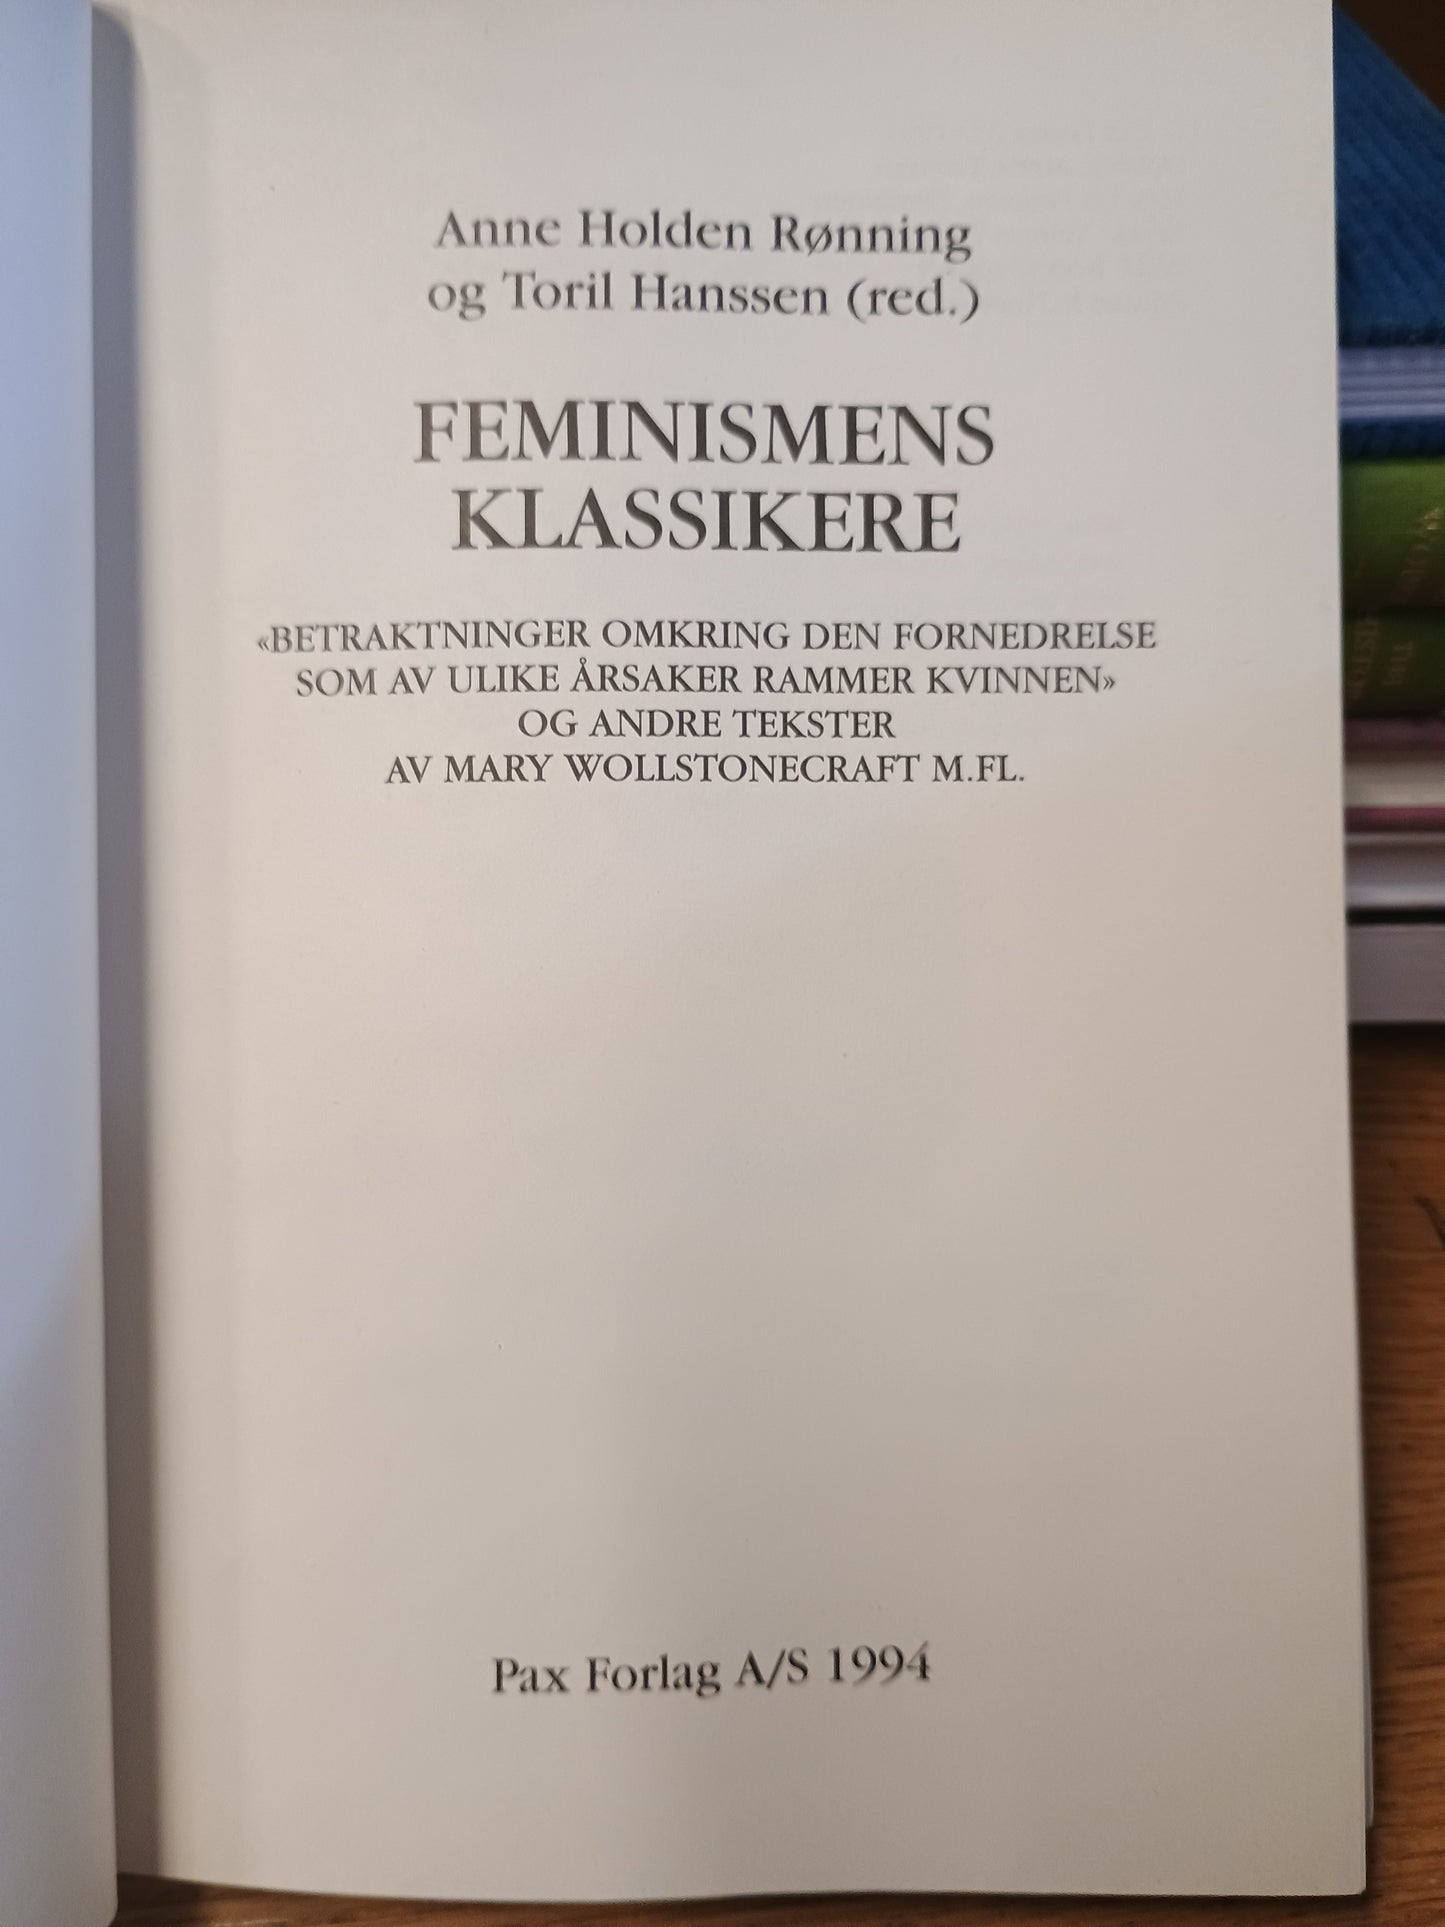 Anne Holden Rønning
og Toril Hanssen (red.)
FEMINISMENS
KLASSIKERE
«BETRAKTNINGER OMKRING DEN FORNEDRELSE
SOM AV ULIKE ÅRSAKER RAMMER KVINNEN»
OG ANDRE TEKSTER
AV MARY WOLLSTONECRAFT M.FL.
Pax Forlag A/S 1994